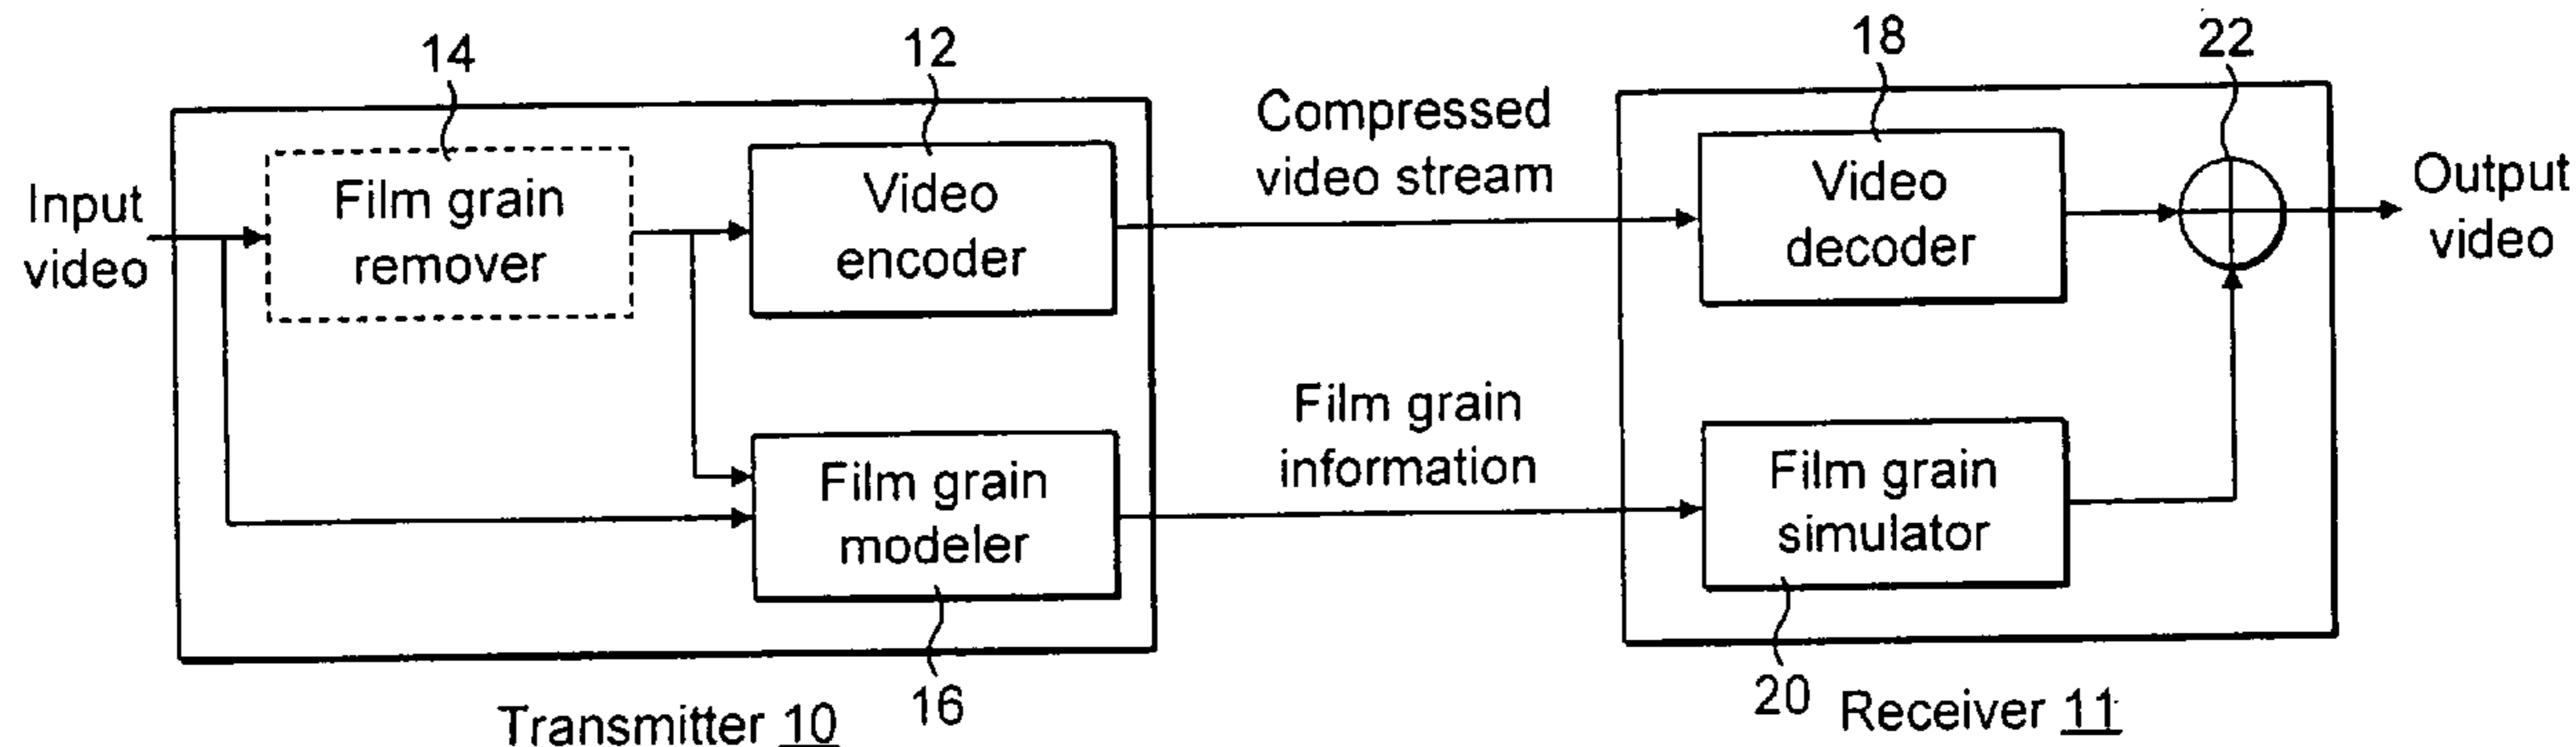 14
12
18
22
Input
video
Film grain
remover
Video
encoder
Compressed
video stream
Video
decoder
Output
video
Film grain
modeler
Film grain
information
Film grain
simulator
16
20
Transmitter 10
Receiver 11